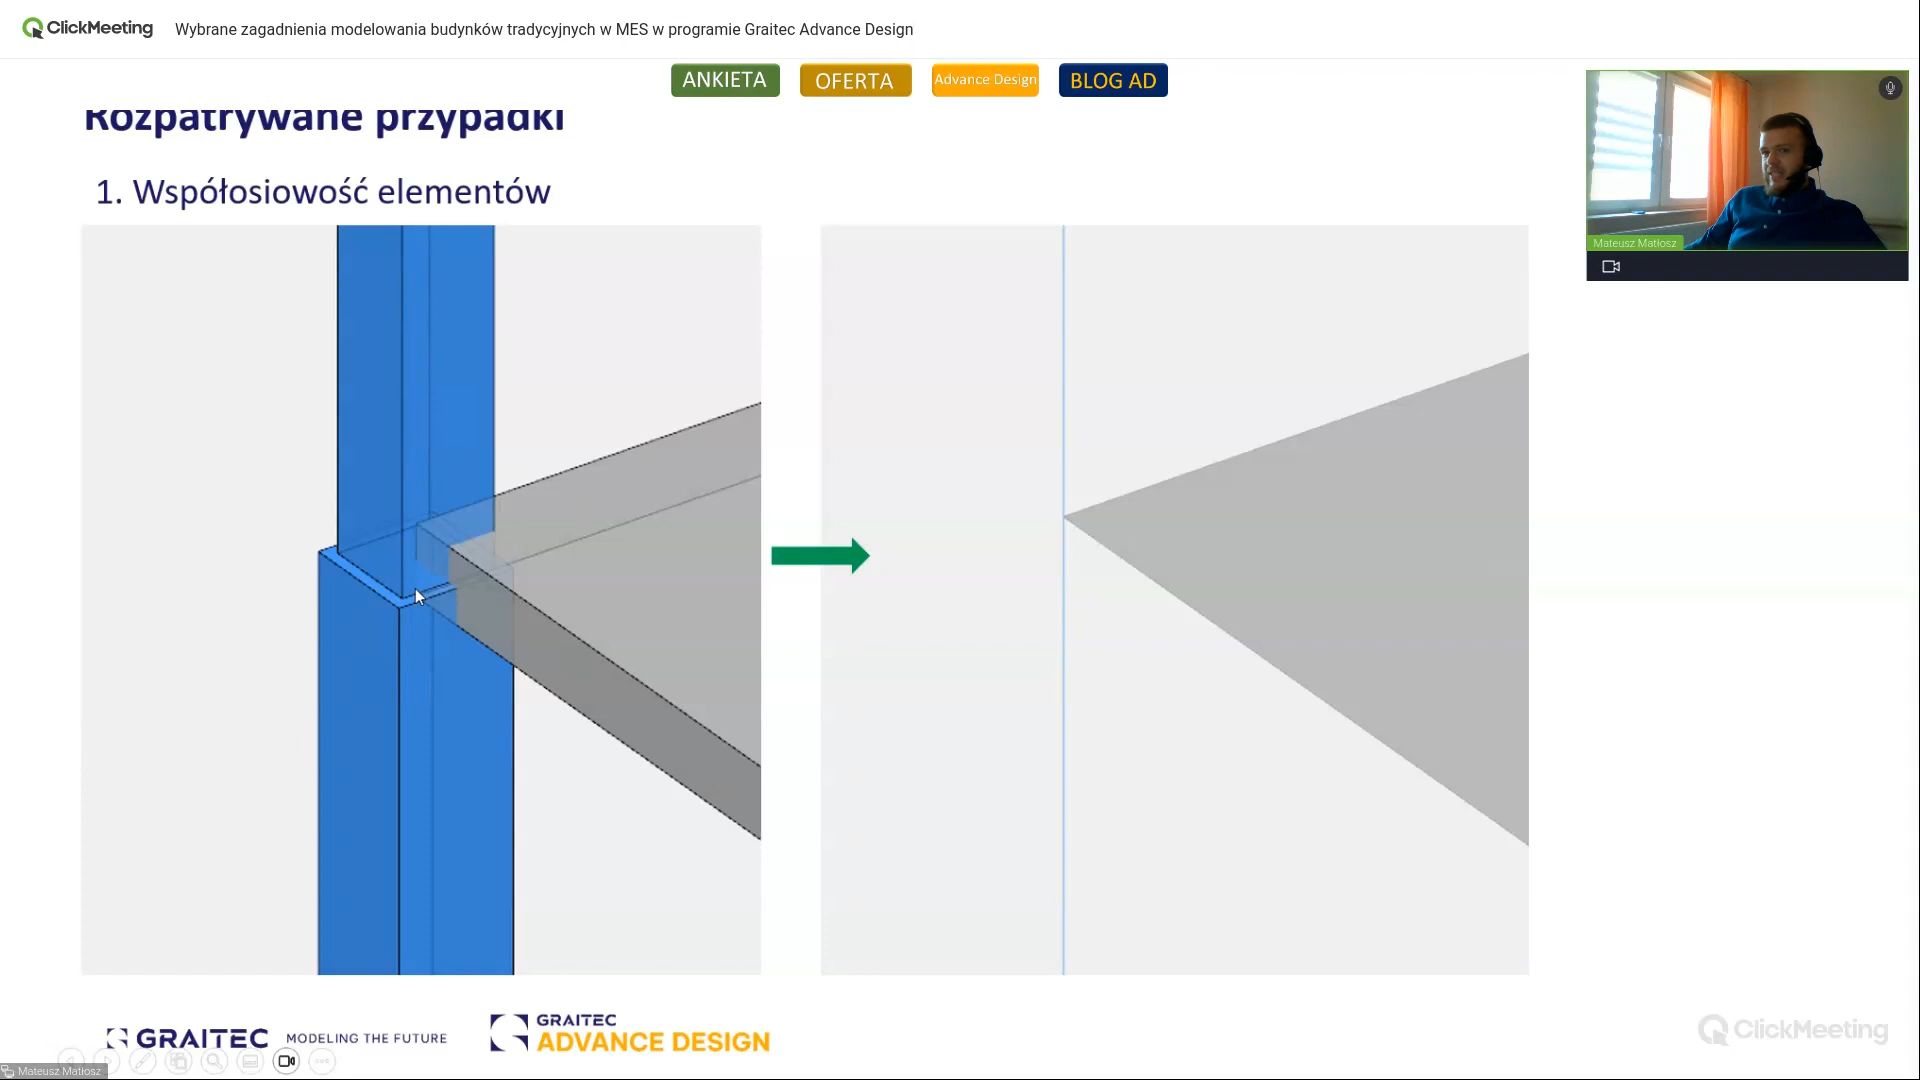 ClickMeeting
Wybrane zagadnienia modelowania budynków tradycyjnych w MES w programie Graitec Advance Design
ANKIETA
OFERTA
Advance Design
BLOG AD
Rozpatrywane przypadki
1. Współosiowość elementów
Mateusz Matłosz
GRAITEC
MODELING THE FUTURE
GRAITEC
ADVANCE DESIGN
ClickMeeting
Mateusz Matłosz